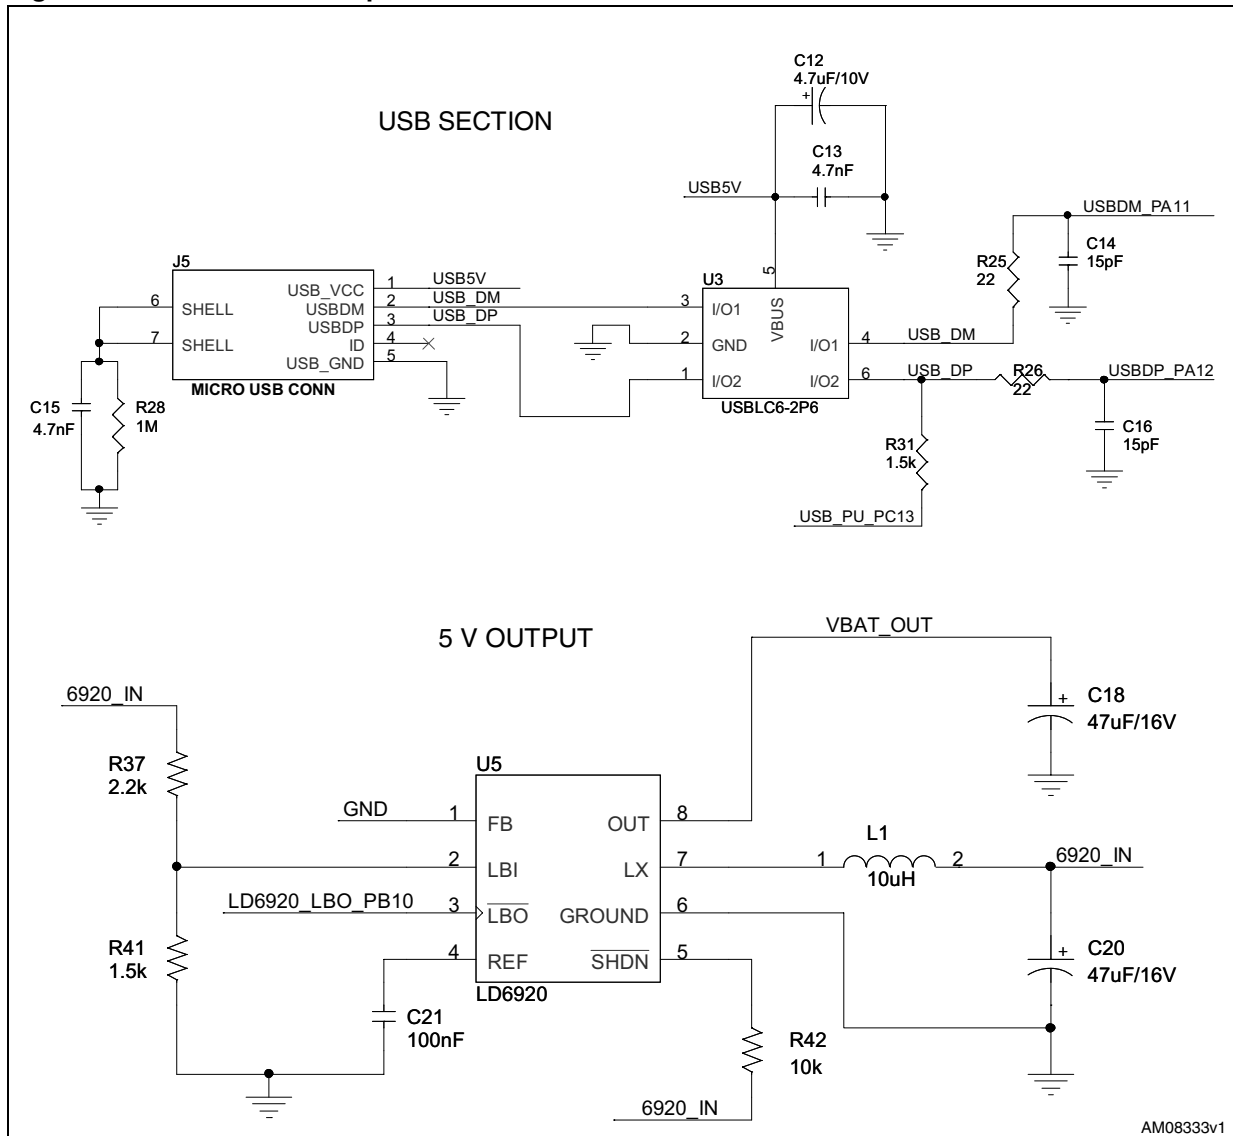 USB SECTION
C12
4.7uF/10V
+
C13
4.7nF
USB5V
USBDM_PA11
C14
15pF
R25
22
J5
USB_VCC
USBDM
USBDP
ID
USB_GND
SHELL
SHELL
6
7
1
2
3
4
5
USB5V
USB_DM
USB_DP
MICRO USB CONN
C15
4.7nF
R28
1M
U3
5
VBUS
3
I/O1
2
GND
1
I/O2
I/O1
4
USB_DM
I/O2
6
USB_DP
USBLC6-2P6
R26
22
USBDP_PA12
C16
15pF
R31
1.5k
USB_PU_PC13
5 V OUTPUT
VBAT_OUT
+
C18
47uF/16V
6920_IN
R37
2.2k
U5
GND
1
FB
OUT
8
2
LBI
LX
7
1
L1
10uH
2
6920_IN
LD6920_LBO_PB10
3
LBO
GROUND
6
R41
1.5k
4
REF
SHDN
5
LD6920
+
C20
47uF/16V
C21
100nF
R42
10k
6920_IN
AM08333v1